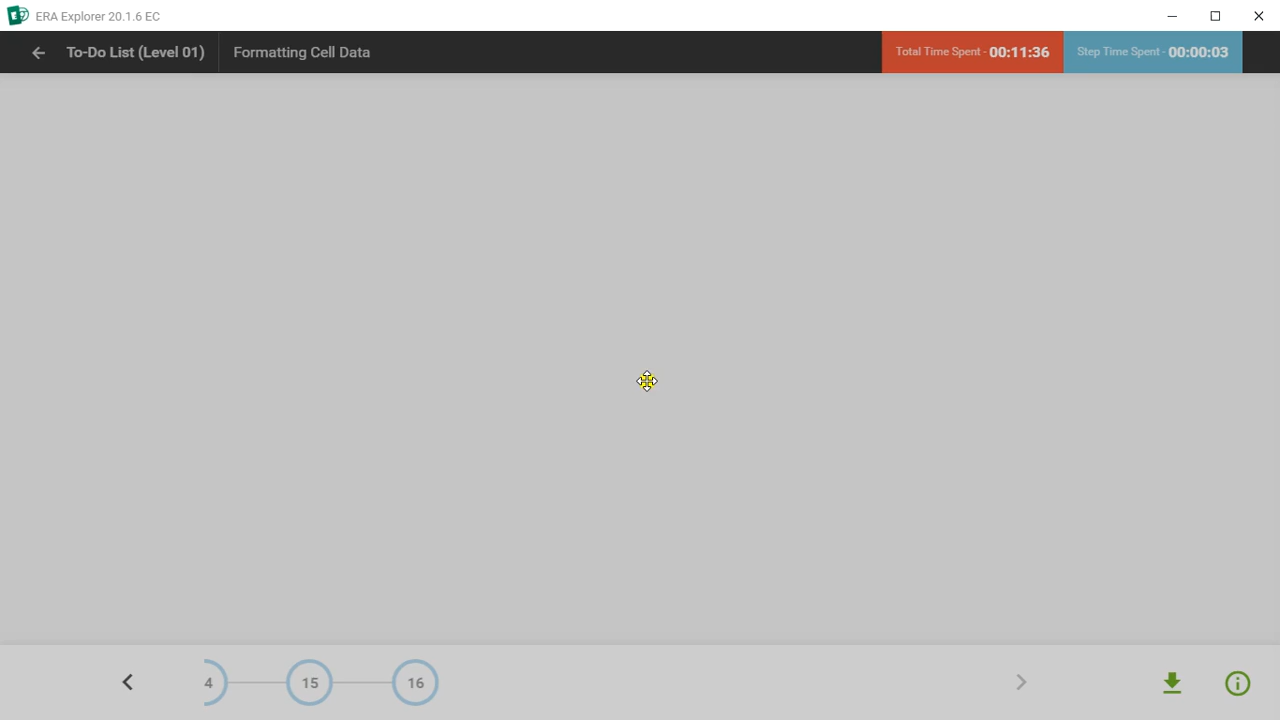 ERA Explorer 20.1.6 EC
To-Do List (Level 01) Formatting Cell Data Total Time Spent - 00:11:36 Step Time Spent - 00:00:03
4 15 16